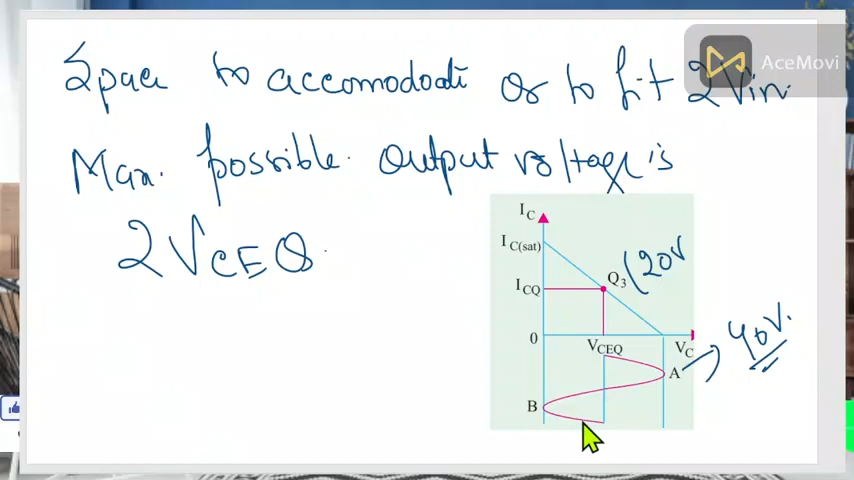 AceMovi
Space to accomodoti or to fit 2Vin.
Max. possible. output voltage is
2VCEQ.
IC
IC(sat)
Q3 (20V
ICQ
0
VCEQ
VC
40V.
A
B